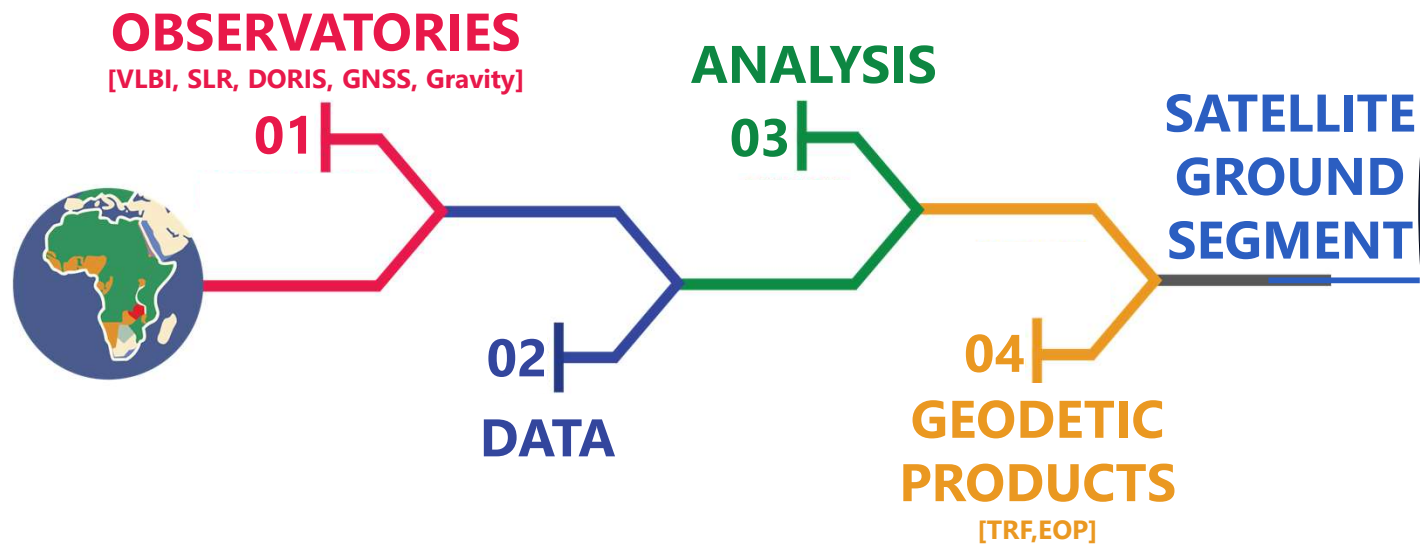 OBSERVATORIES
[VLBI, SLR, DORIS, GNSS, Gravity]
01
02
DATA
ANALYSIS
03
04
GEODETIC
PRODUCTS
[TRF,EOP]
SATELLITE
GROUND
SEGMENT